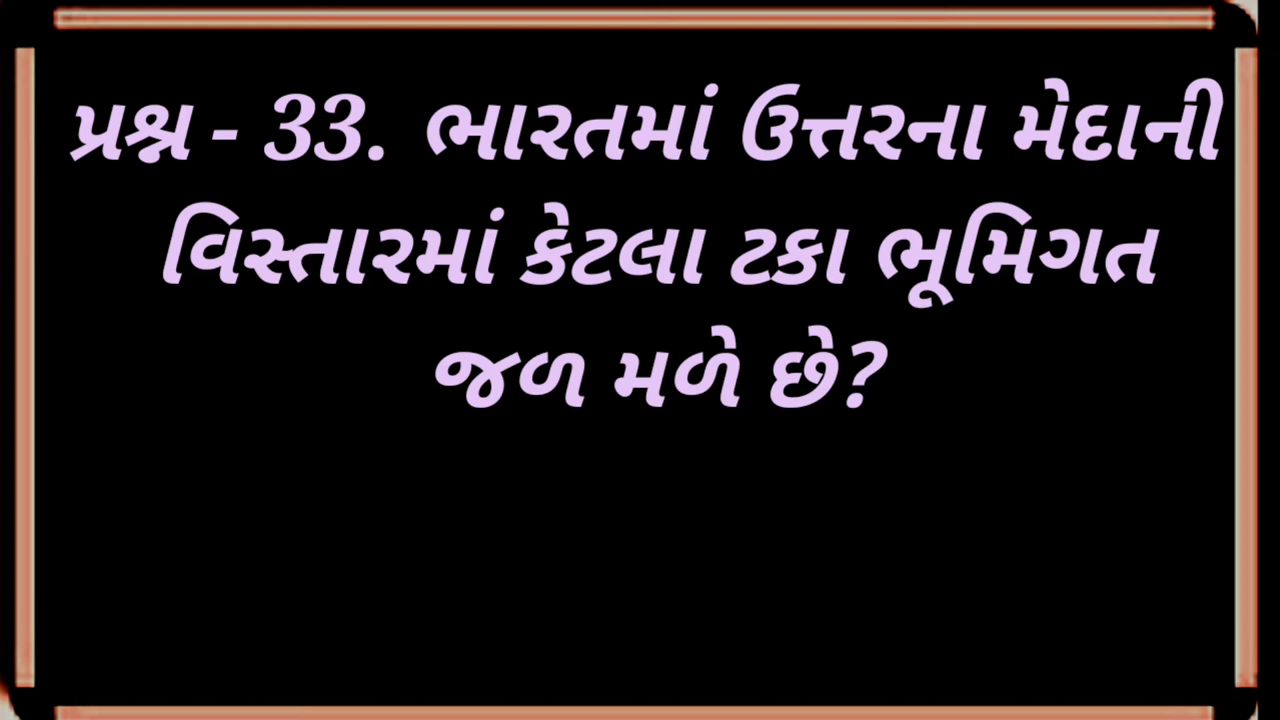 પ્રશ્ન - 33. ભારતમાં ઉત્તરના મેદાની
વિસ્તારમાં કેટલા ટકા ભૂમિગત
જળ મળે છે?